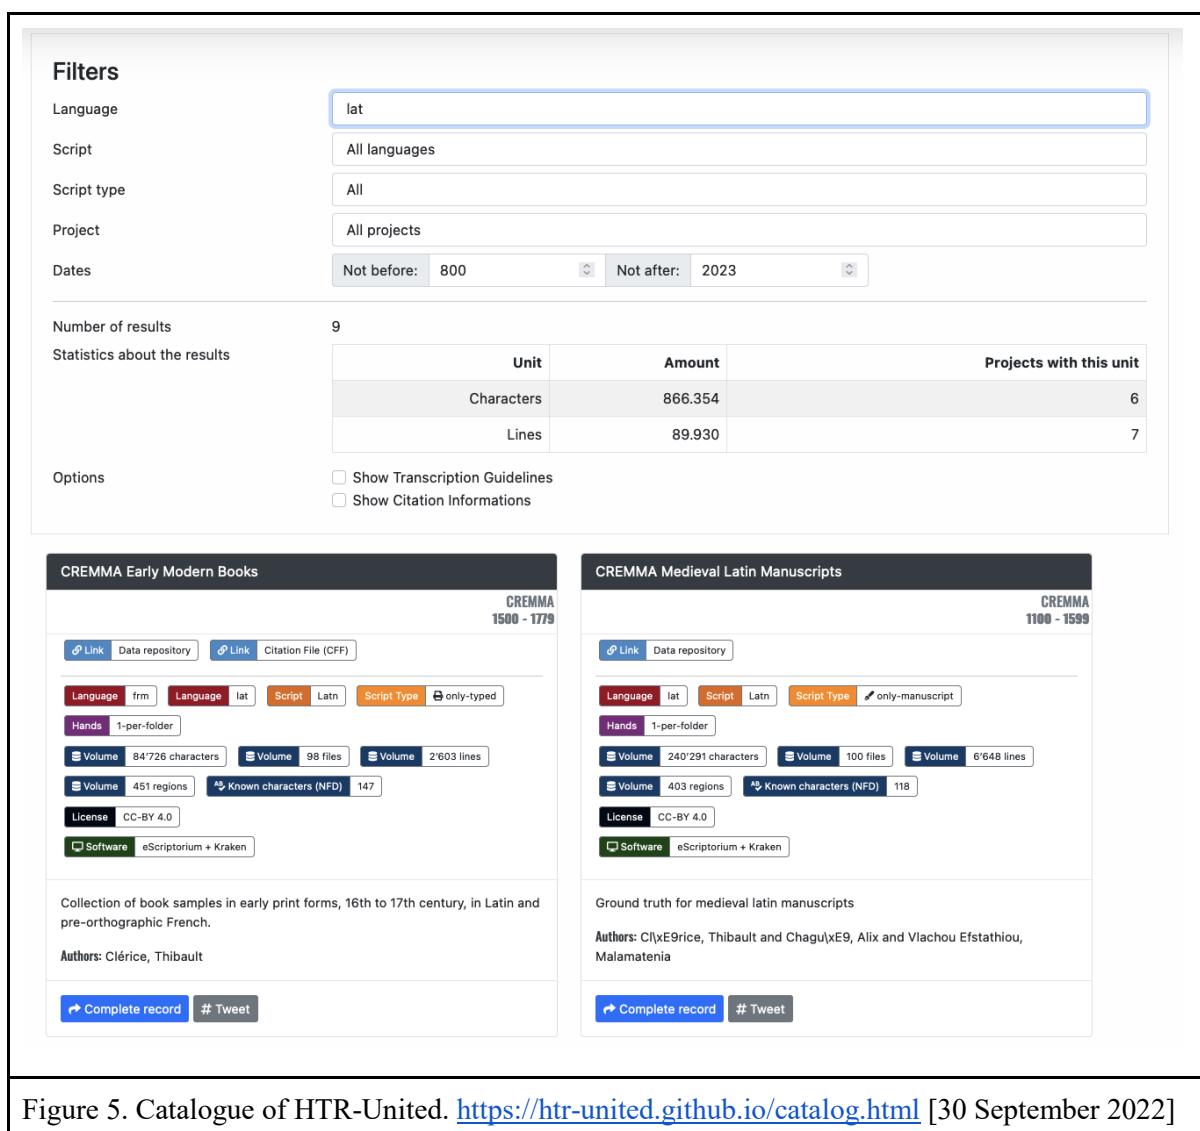 Filters
Language lat
Script All languages
Script type All
Project All projects
Dates Not before: 800 Not after: 2023
Number of results 9
Statistics about the results
Unit Amount Projects with this unit
Characters 866.354 6
Lines 89.930 7
Options Show Transcription Guidelines
Show Citation Informations
CREMMA Early Modern Books
CREMMA
1500 - 1779
Link Data repository Link Citation File (CFF)
Language frm Language lat Script Latn Script Type only-typed
Hands 1-per-folder
Volume 84'726 characters Volume 98 files Volume 2'603 lines
Volume 451 regions Known characters (NFD) 147
License CC-BY 4.0
Software eScriptorium + Kraken
Collection of book samples in early print forms, 16th to 17th century, in Latin and
pre-orthographic French.
Authors: Clérice, Thibault
Complete record # Tweet
CREMMA Medieval Latin Manuscripts
CREMMA
1100 - 1599
Link Data repository
Language lat Script Latn Script Type only-manuscript
Hands 1-per-folder
Volume 240'291 characters Volume 100 files Volume 6'648 lines
Volume 403 regions Known characters (NFD) 118
License CC-BY 4.0
Software eScriptorium + Kraken
Ground truth for medieval latin manuscripts
Authors: Cl\xE9rice, Thibault and Chagu\xE9, Alix and Vlachou Efstathiou,
Malamatenia
Complete record # Tweet
Figure 5. Catalogue of HTR-United. https://htr-united.github.io/catalog.html [30 September 2022]